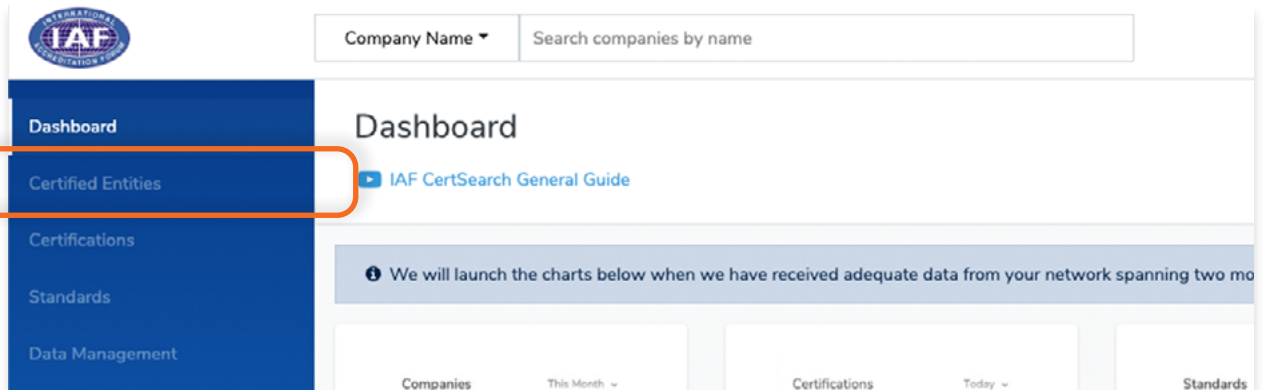 INTERNATIONAL
IAF
ACCREDITATION FORUM
Company Name
Search companies by name
Dashboard
Certified Entities
Certifications
Standards
Data Management
Dashboard
IAF CertSearch General Guide
We will launch the charts below when we have received adequate data from your network spanning two mo
Companies This Month
Certifications Today
Standards